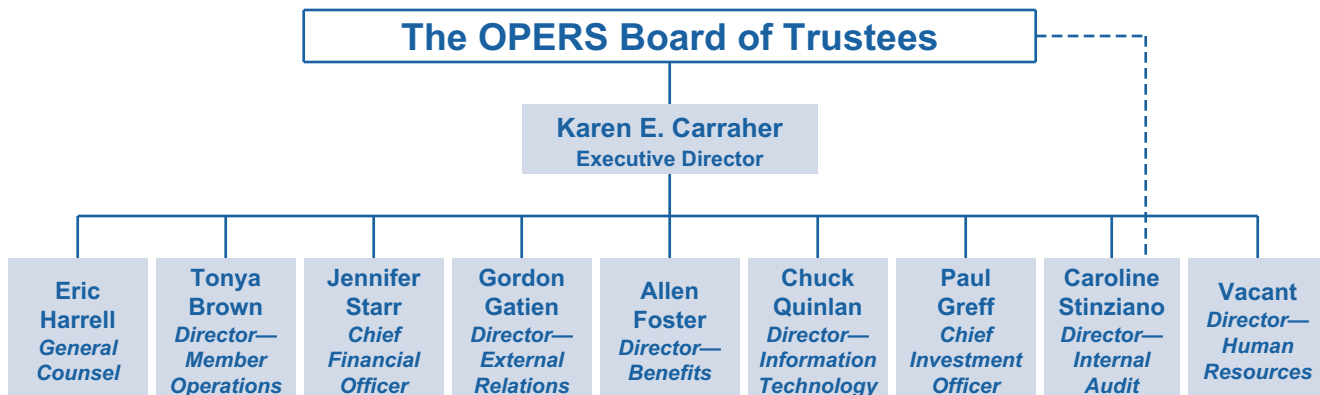 The OPERS Board of Trustees
Karen E. Carraher
Executive Director
Eric
Harrell
General
Counsel
Tonya
Brown
Director—
Member
Operations
Jennifer
Starr
Chief
Financial
Officer
Gordon
Gatien
Director—
External
Relations
Allen
Foster
Director—
Benefits
Chuck
Quinlan
Director—
Information
Technology
Paul
Greff
Chief
Investment
Officer
Caroline
Stinziano
Director—
Internal
Audit
Vacant
Director—
Human
Resources